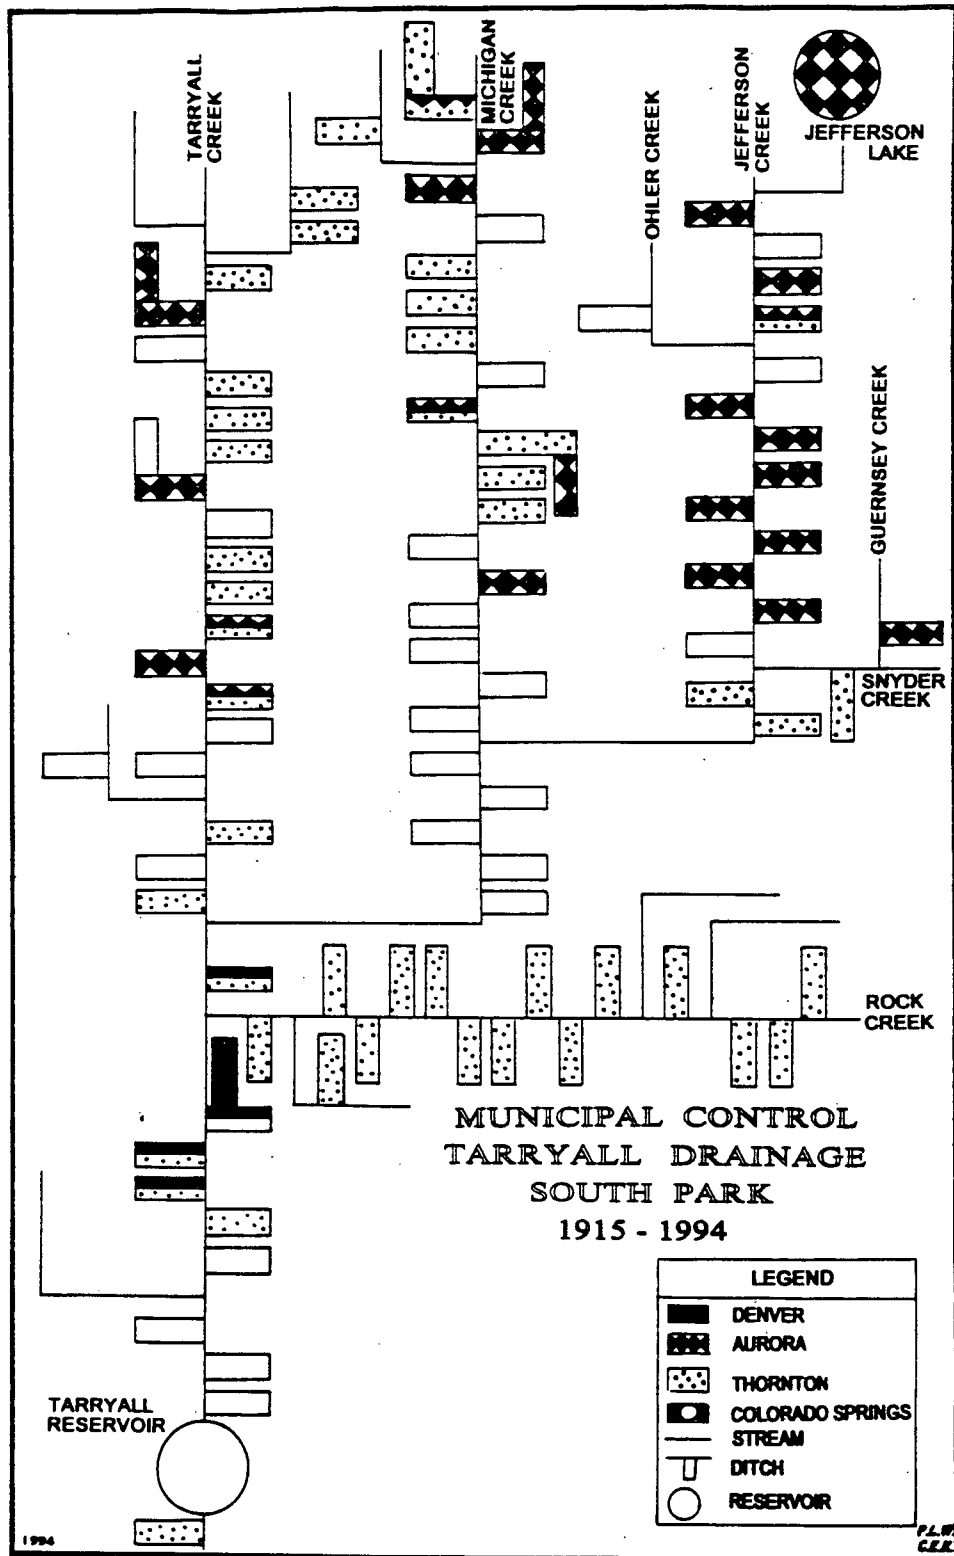 TARRYALL
CREEK
MICHIGAN
CREEK
OHLER CREEK
JEFFERSON
CREEK
JEFFERSON
LAKE
GUERNSEY CREEK
SNYDER
CREEK
ROCK
CREEK
MUNICIPAL CONTROL
TARRYALL DRAINAGE
SOUTH PARK
1915 - 1994
LEGEND
DENVER
AURORA
THORNTON
COLORADO SPRINGS
STREAM
DITCH
RESERVOIR
TARRYALL
RESERVOIR
1994